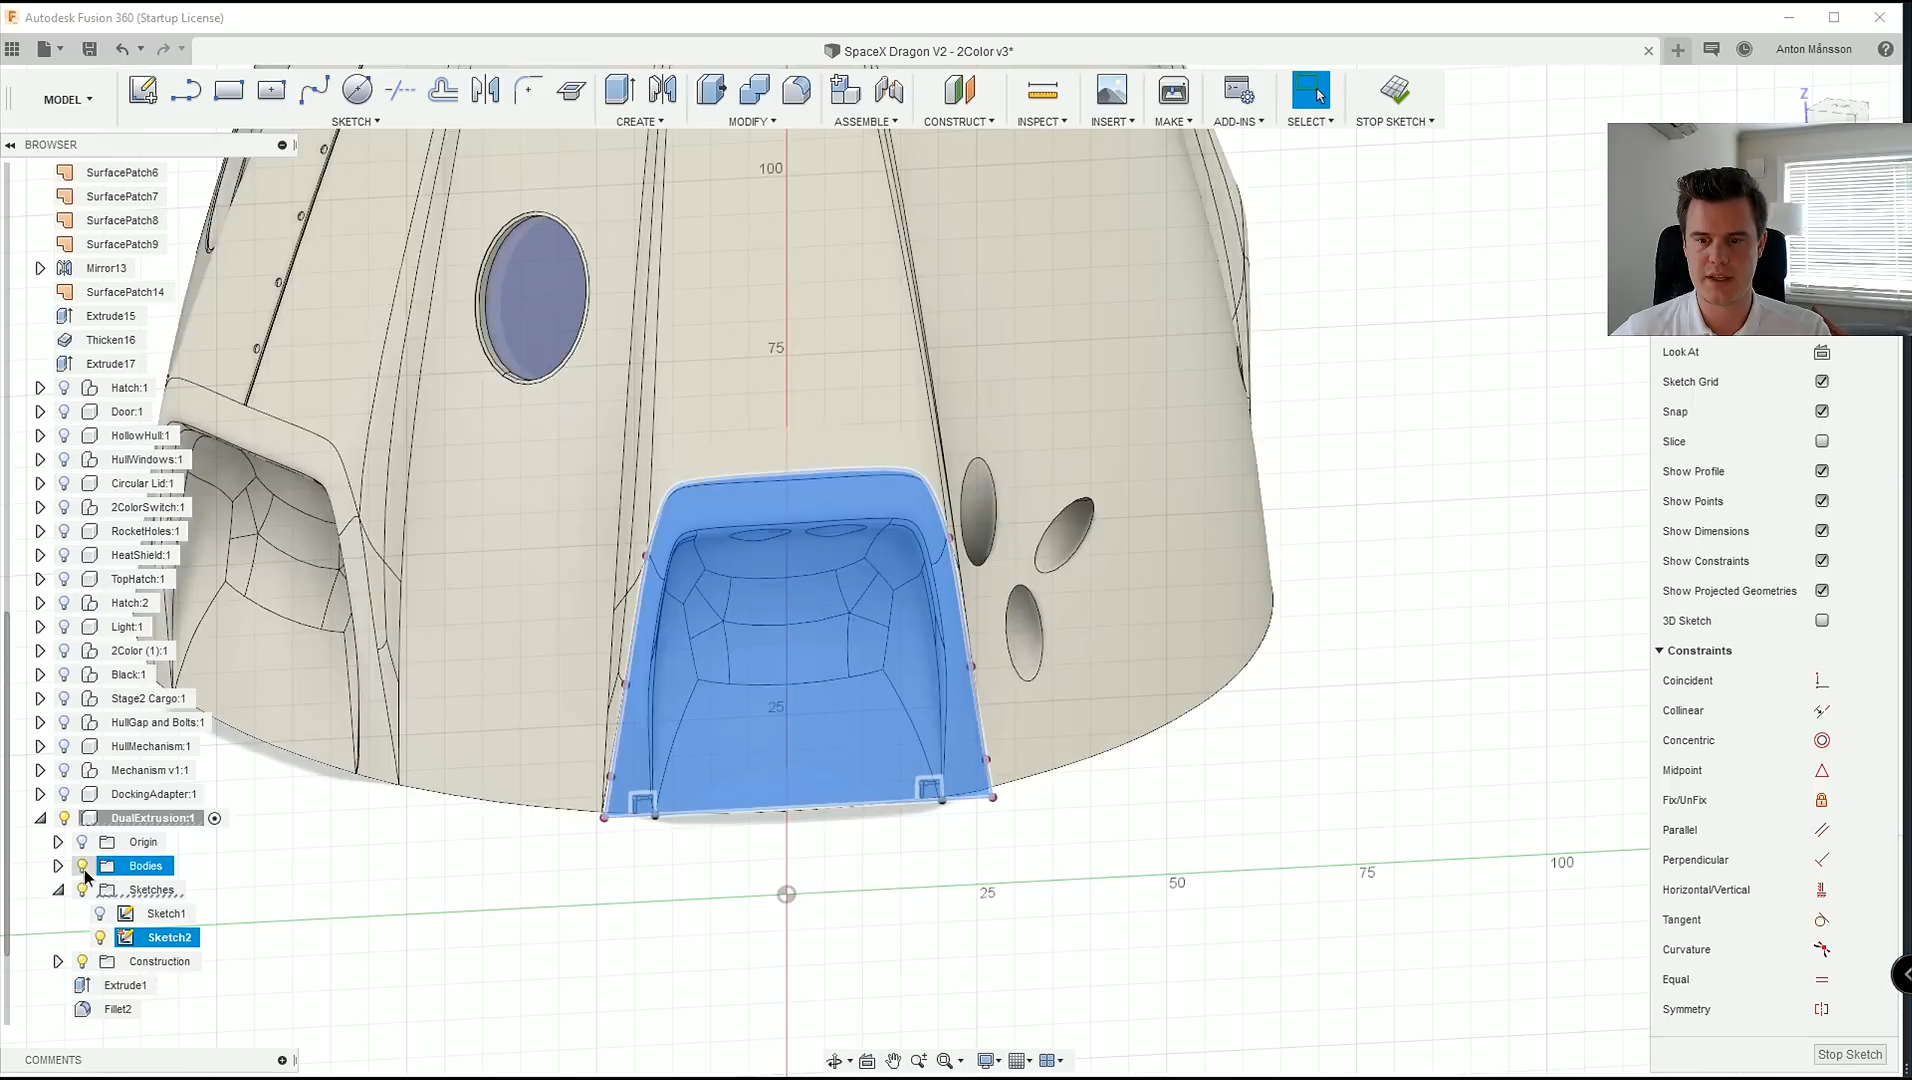 Autodesk Fusion 360 (Startup License)
SpaceX Dragon V2 - 2Color v3*
Anton Månsson
MODEL
SKETCH
CREATE
MODIFY
ASSEMBLE
CONSTRUCT
INSPECT
INSERT
MAKE
ADD-INS
SELECT
STOP SKETCH
Z
BROWSER
SurfacePatch6
SurfacePatch7
SurfacePatch8
SurfacePatch9
Mirror13
SurfacePatch14
Extrude15
Thicken16
Extrude17
Hatch:1
Door:1
HollowHull:1
HullWindows:1
Circular Lid:1
2ColorSwitch:1
RocketHoles:1
HeatShield:1
TopHatch:1
Hatch:2
Light:1
2Color (1):1
Black:1
Stage2 Cargo:1
HullGap and Bolts:1
HullMechanism:1
Mechanism v1:1
DockingAdapter:1
DualExtrusion:1
Origin
Bodies
Sketches
Sketch1
Sketch2
Construction
Extrude1
Fillet2
COMMENTS
100
75
25
25
50
75
100
Look At
Sketch Grid
Snap
Slice
Show Profile
Show Points
Show Dimensions
Show Constraints
Show Projected Geometries
3D Sketch
Constraints
Coincident
Collinear
Concentric
Midpoint
Fix/UnFix
Parallel
Perpendicular
Horizontal/Vertical
Tangent
Curvature
Equal
Symmetry
Stop Sketch